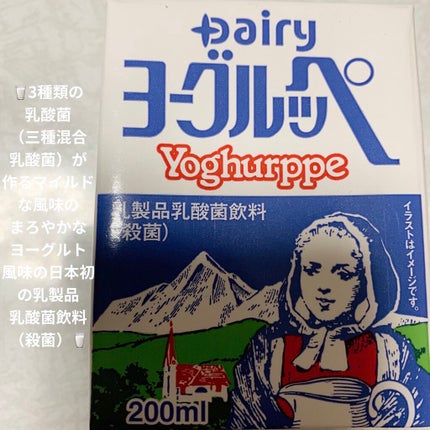 Dairy
ヨーグルッペ
Yoghurppe
乳製品乳酸菌飲料
(殺菌)
イラストはイメージです。
200ml
🥛3種類の
乳酸菌
(三種混合
乳酸菌)が
作るマイルド
な風味の
まろやかな
ヨーグルト
風味の日本初
の乳製品
乳酸菌飲料
(殺菌)🥛